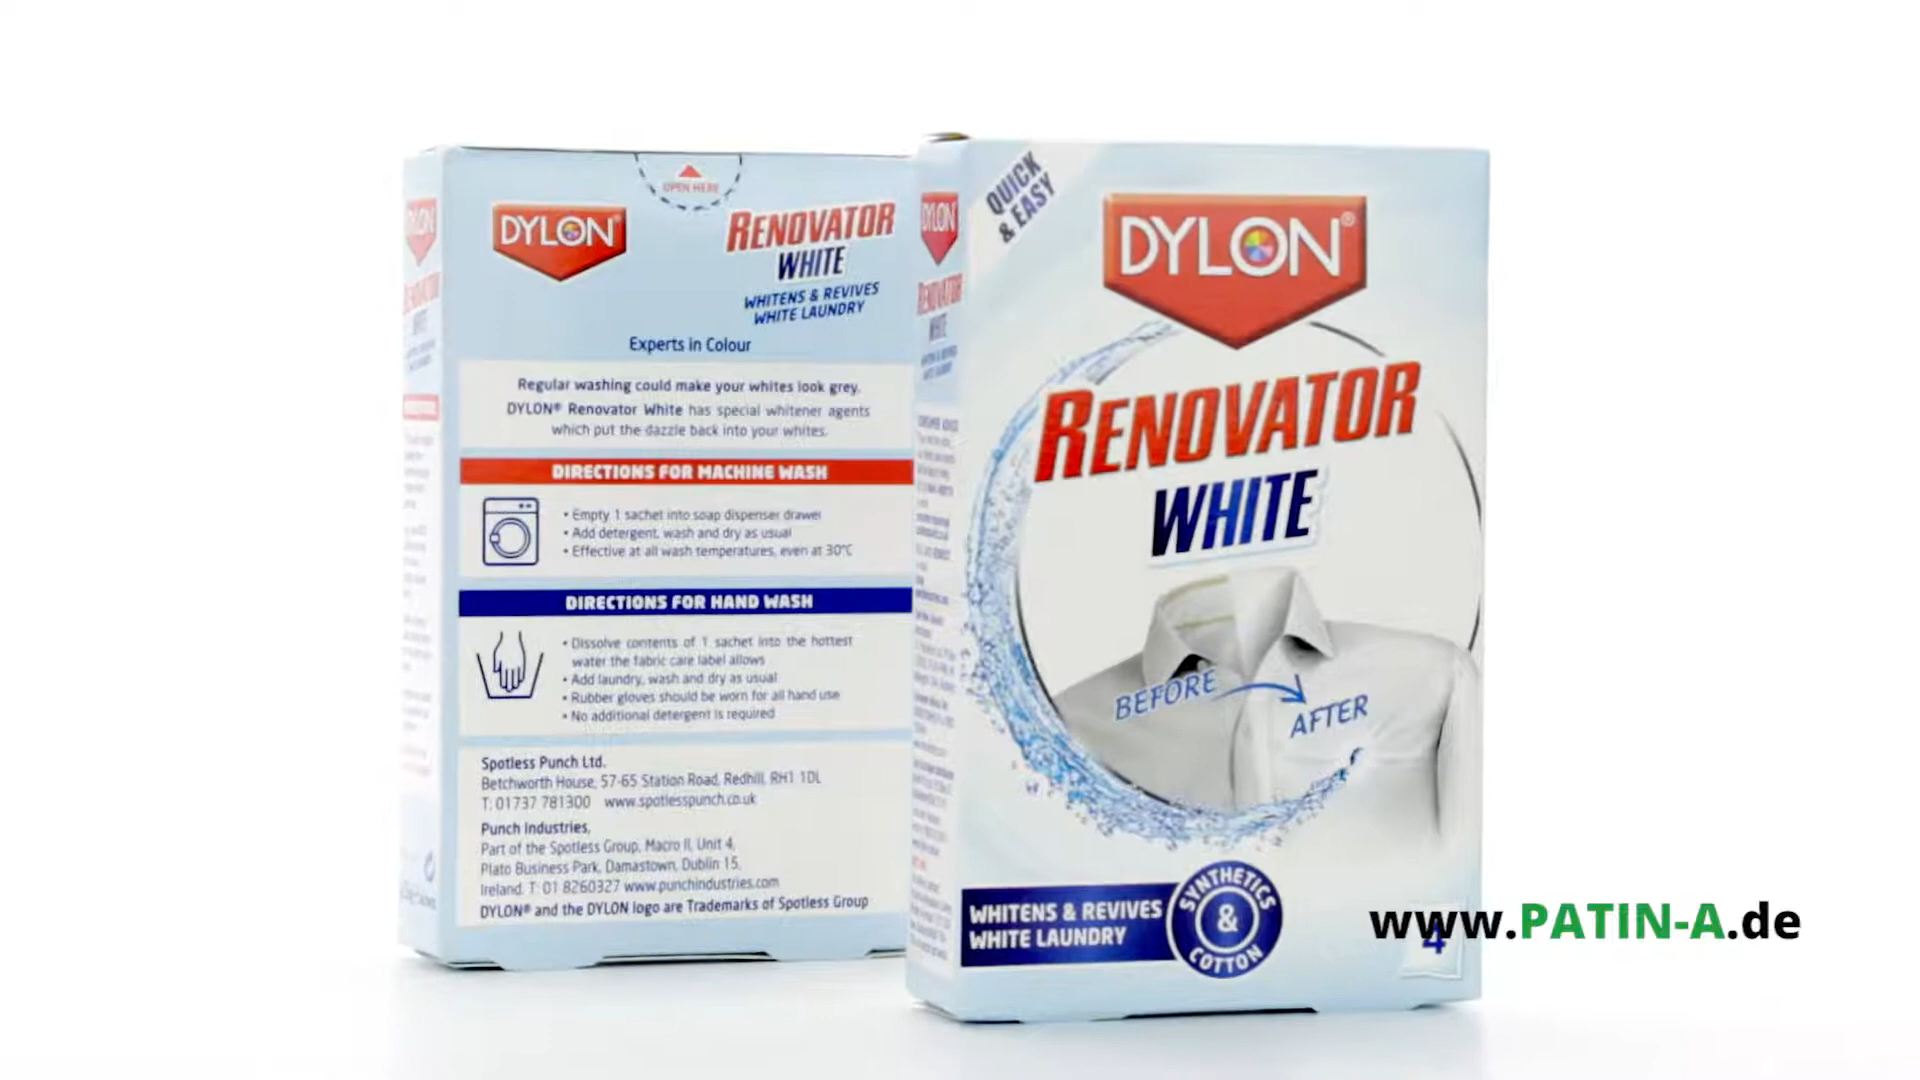 OPEN HERE
DYLON®
RENOVATOR
WHITE
WHITENS & REVIVES
WHITE LAUNDRY
Experts in Colour
Regular washing could make your whites look grey.
DYLON® Renovator White has special whitener agents
which put the dazzle back into your whites.
DIRECTIONS FOR MACHINE WASH
• Empty 1 sachet into soap dispenser drawer
• Add detergent, wash and dry as usual
• Effective at all wash temperatures, even at 30°C
DIRECTIONS FOR HAND WASH
• Dissolve contents of 1 sachet into the hottest
water the fabric care label allows
• Add laundry, wash and dry as usual
• Rubber gloves should be worn for all hand use
• No additional detergent is required
Spotless Punch Ltd.
Betchworth House, 57-65 Station Road, Redhill, RH1 1DL
T: 01737 781300 www.spotlesspunch.co.uk
Punch Industries,
Part of the Spotless Group, Macro II, Unit 4,
Plato Business Park, Damastown, Dublin 15,
Ireland. T: 01 8260327 www.punchindustries.com
DYLON® and the DYLON logo are Trademarks of Spotless Group
DYLON
RENOVATOR
WHITE
QUICK
& EASY
DYLON®
RENOVATOR
WHITE
BEFORE
AFTER
WHITENS & REVIVES
WHITE LAUNDRY
SYNTHETICS
&
COTTON
4
www.PATIN-A.de